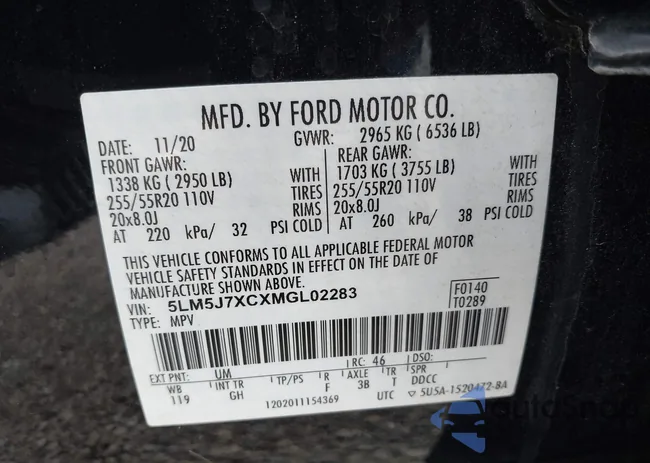 MFD. BY FORD MOTOR CO.
DATE: 11/20 GVWR: 2965 KG ( 6536 LB)
FRONT GAWR: REAR GAWR:
1338 KG ( 2950 LB) WITH 1703 KG ( 3755 LB) WITH
255/55R20 110V TIRES 255/55R20 110V TIRES
20x8.0J RIMS 20x8.0J RIMS
AT 220 kPa/ 32 PSI COLD AT 260 kPa/ 38 PSI COLD
THIS VEHICLE CONFORMS TO ALL APPLICABLE FEDERAL MOTOR
VEHICLE SAFETY STANDARDS IN EFFECT ON THE DATE OF
MANUFACTURE SHOWN ABOVE.
VIN: 5LM5J7XCXMGL02283 F0140
TYPE: MPV T0289
EXT PNT: UM RC: 46 DSO:
WB INT TR TP/PS R AXLE TR SPR
119 GH F 3B T DDCC
1202011154369 UTC ▽ 5U5A-1520472-BA